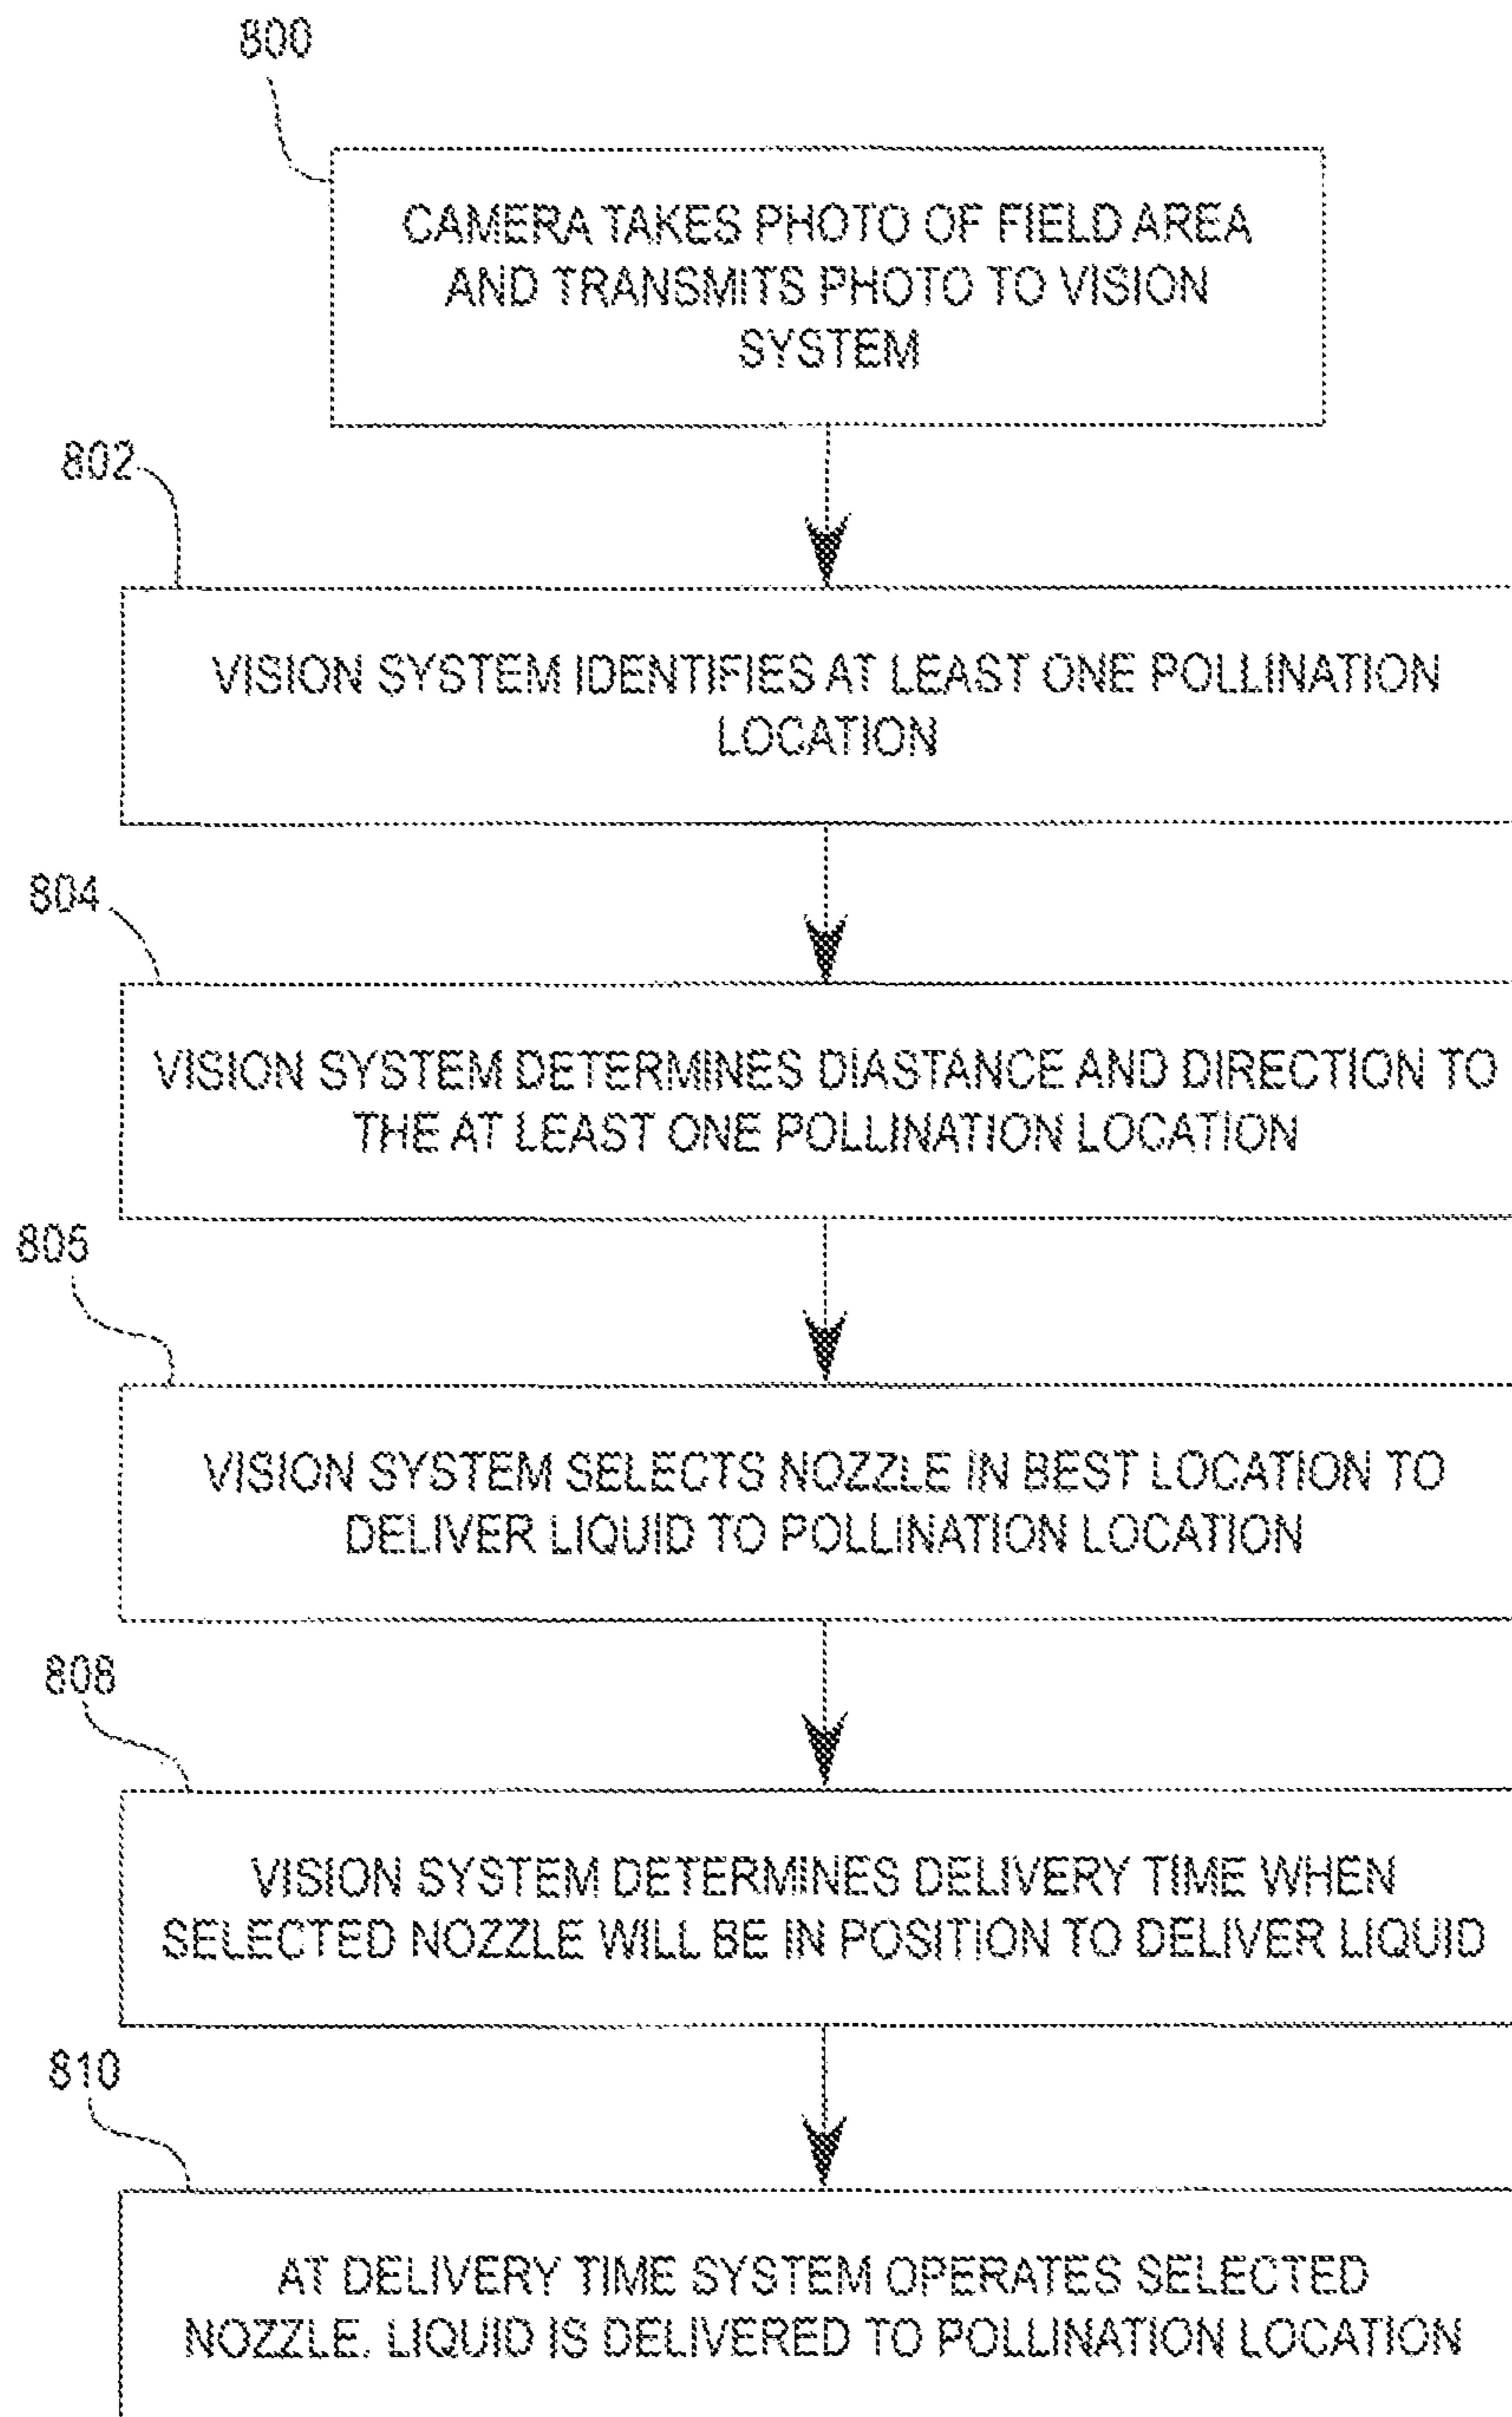 800
CAMERA TAKES PHOTO OF FIELD AREA
AND TRANSMITS PHOTO TO VISION
SYSTEM
802
VISION SYSTEM IDENTIFIES AT LEAST ONE POLLINATION
LOCATION
804
VISION SYSTEM DETERMINES DIASTANCE AND DIRECTION TO
THE AT LEAST ONE POLLINATION LOCATION
806
VISION SYSTEM SELECTS NOZZLE IN BEST LOCATION TO
DELIVER LIQUID TO POLLINATION LOCATION
808
VISION SYSTEM DETERMINES DELIVERY TIME WHEN
SELECTED NOZZLE WILL BE IN POSITION TO DELIVER LIQUID
810
AT DELIVERY TIME SYSTEM OPERATES SELECTED
NOZZLE. LIQUID IS DELIVERED TO POLLINATION LOCATION